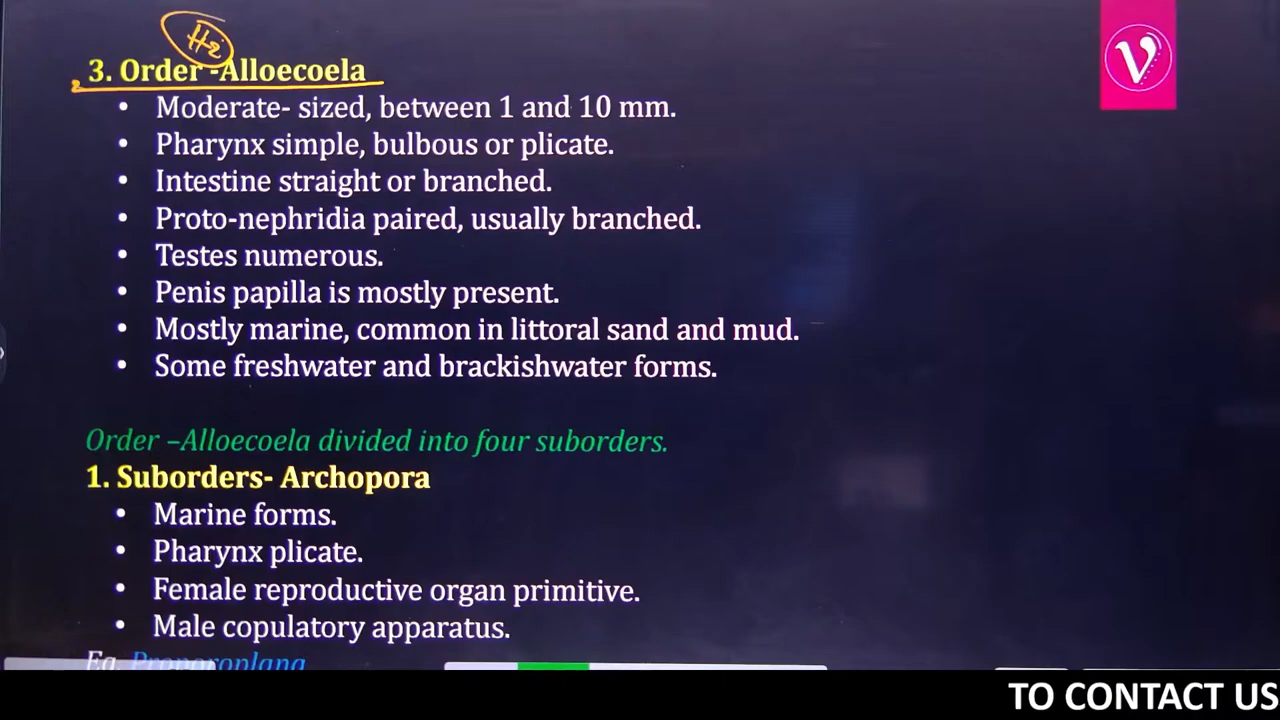 H2
3. Order -Alloecoela
• Moderate- sized, between 1 and 10 mm.
• Pharynx simple, bulbous or plicate.
• Intestine straight or branched.
• Proto-nephridia paired, usually branched.
• Testes numerous.
• Penis papilla is mostly present.
• Mostly marine, common in littoral sand and mud.
• Some freshwater and brackishwater forms.
Order –Alloecoela divided into four suborders.
1. Suborders- Archopora
• Marine forms.
• Pharynx plicate.
• Female reproductive organ primitive.
• Male copulatory apparatus.
Eg. Proporoplana
V
TO CONTACT US